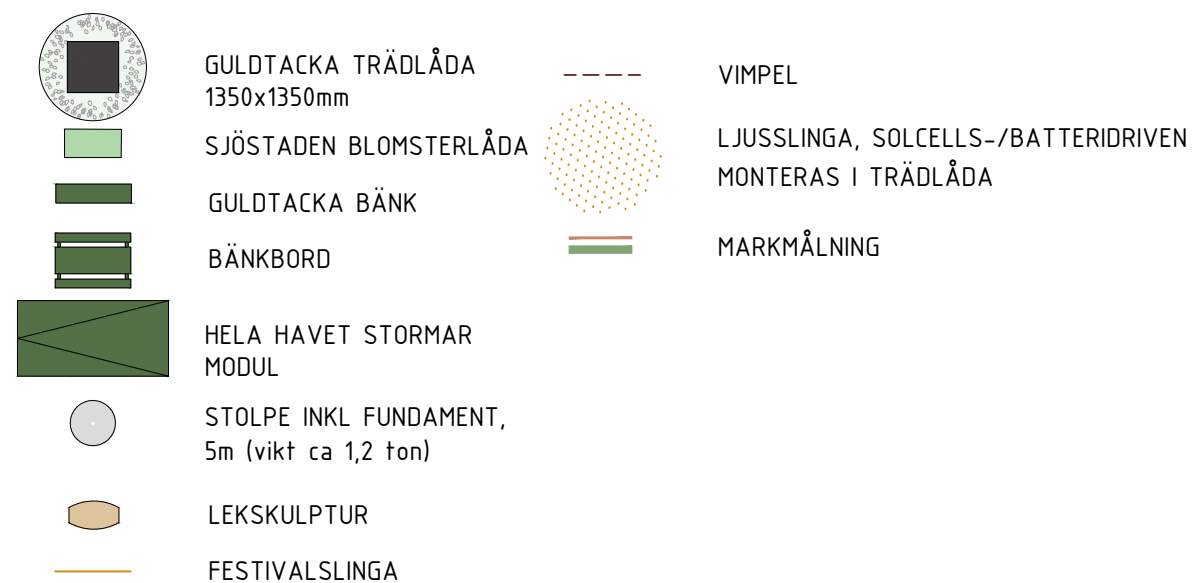 GULDTACKA TRÄDLÅDA
1350x1350mm
SJÖSTADEN BLOMSTERLÅDA
GULDTACKA BÄNK
BÄNKBORD
HELA HAVET STORMAR
MODUL
STOLPE INKL FUNDAMENT,
5m (vikt ca 1,2 ton)
LEKSKULPTUR
FESTIVALSLINGA
VIMPEL
LJUSSLINGA, SOLCELLS-/BATTERIDRIVEN
MONTERAS I TRÄDLÅDA
MARKMÅLNING